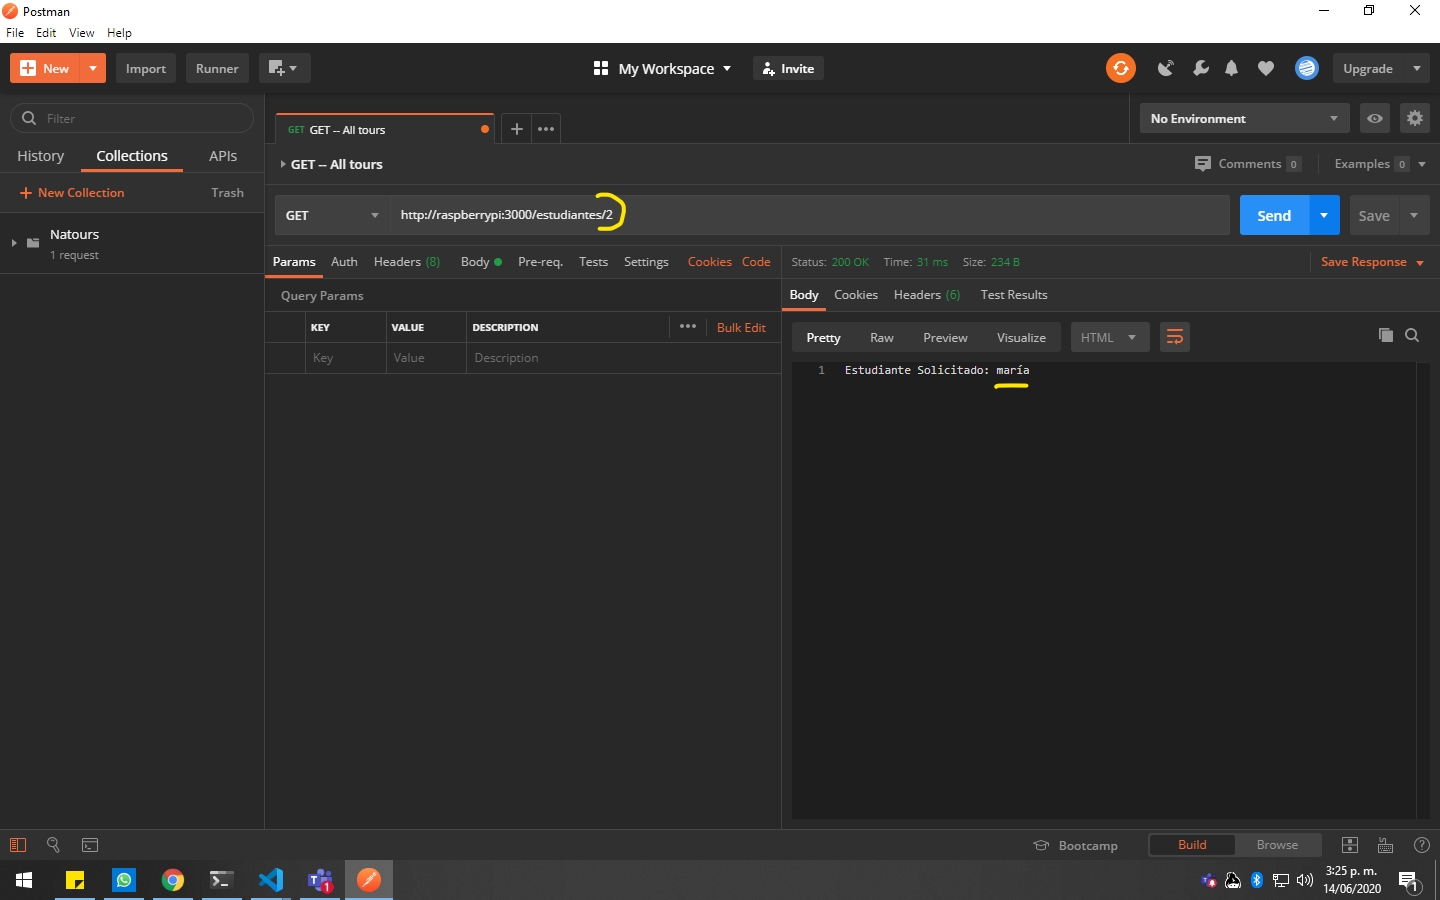 Postman
File Edit View Help
New Import Runner My Workspace Invite Upgrade
Filter
History Collections APIs
New Collection Trash
Natours
1 request
GET GET -- All tours
No Environment
GET -- All tours
Comments 0 Examples 0
GET http://raspberrypi:3000/estudiantes/2 Send Save
Params Auth Headers (8) Body Pre-req. Tests Settings Cookies Code
Query Params
KEY VALUE DESCRIPTION Bulk Edit
Key Value Description
Status: 200 OK Time: 31 ms Size: 234 B Save Response
Body Cookies Headers (6) Test Results
Pretty Raw Preview Visualize HTML
1 Estudiante Solicitado: maría
Bootcamp Build Browse
1
3:25 p. m.
14/06/2020
1